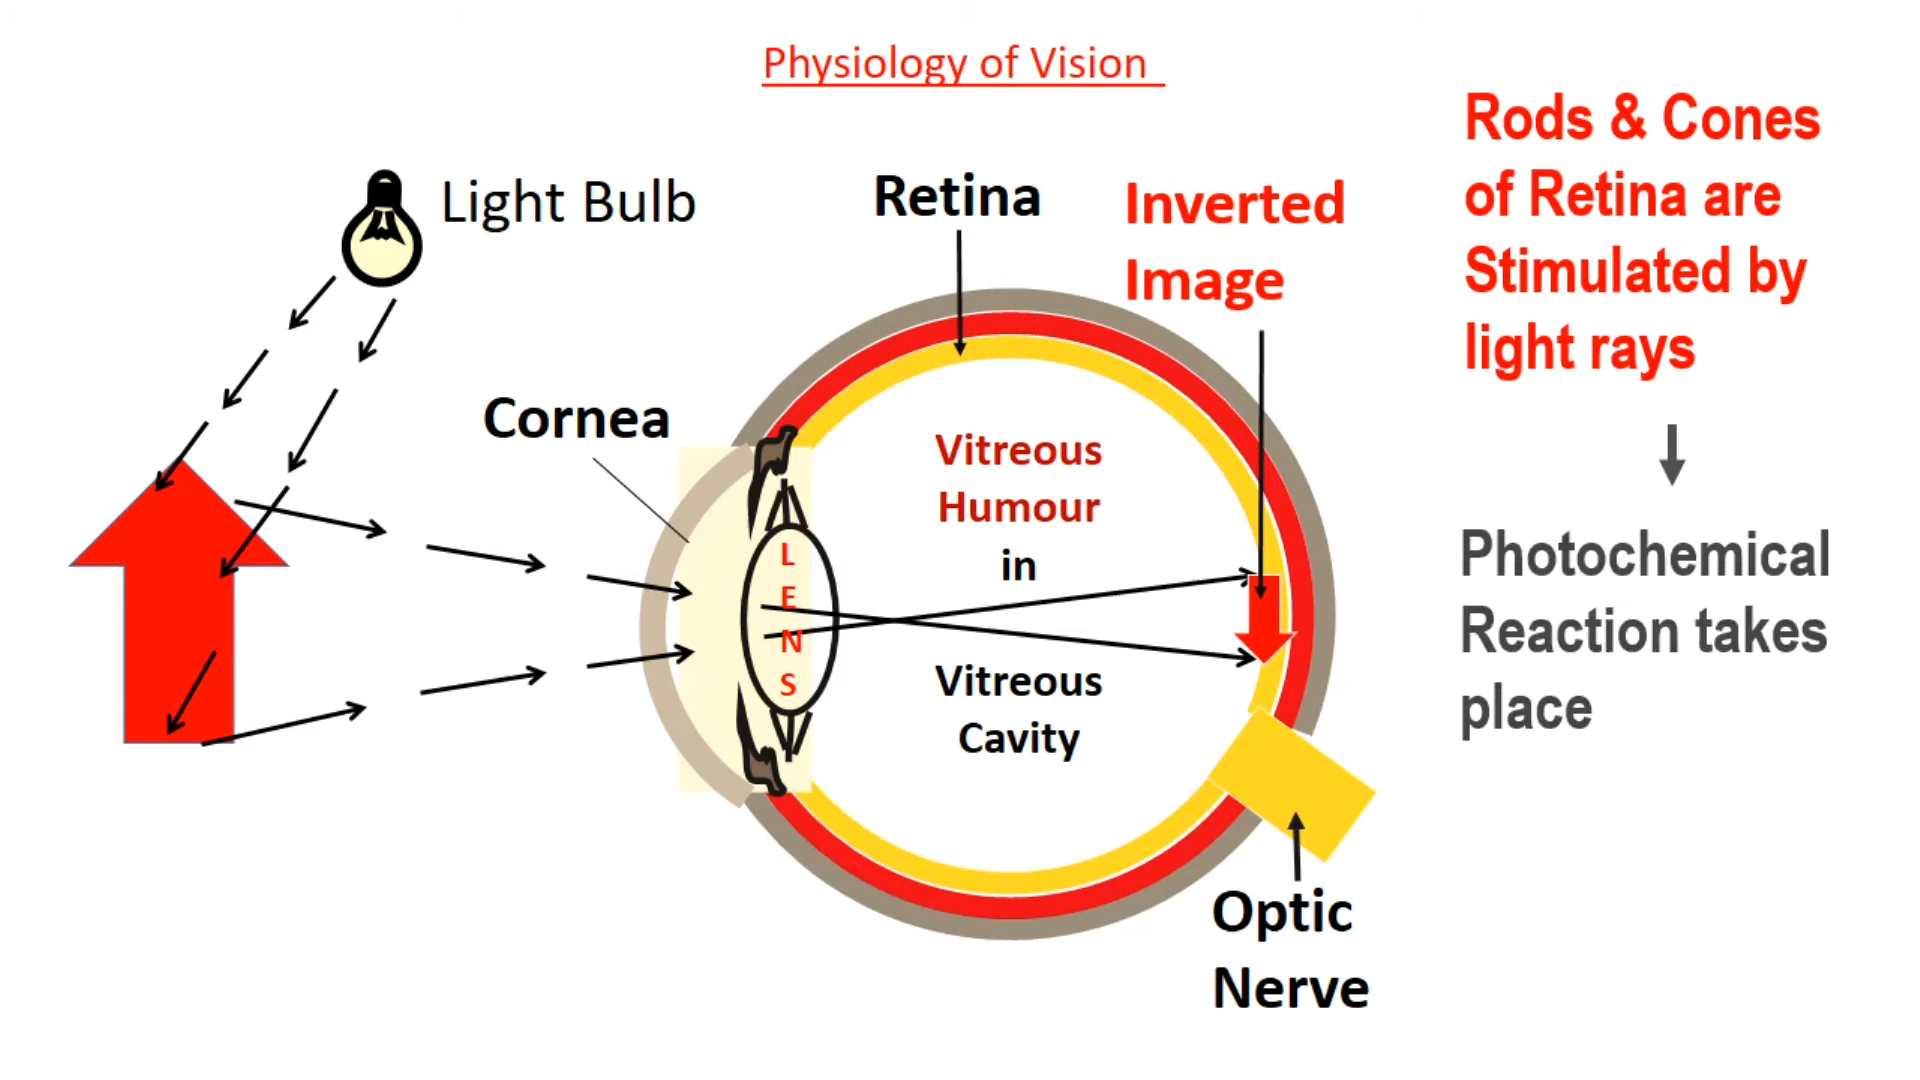 Physiology of Vision
Light Bulb
Cornea
Retina
Inverted
Image
L
E
N
S
Vitreous
Humour
in
Vitreous
Cavity
Optic
Nerve
Rods & Cones
of Retina are
Stimulated by
light rays
Photochemical
Reaction takes
place